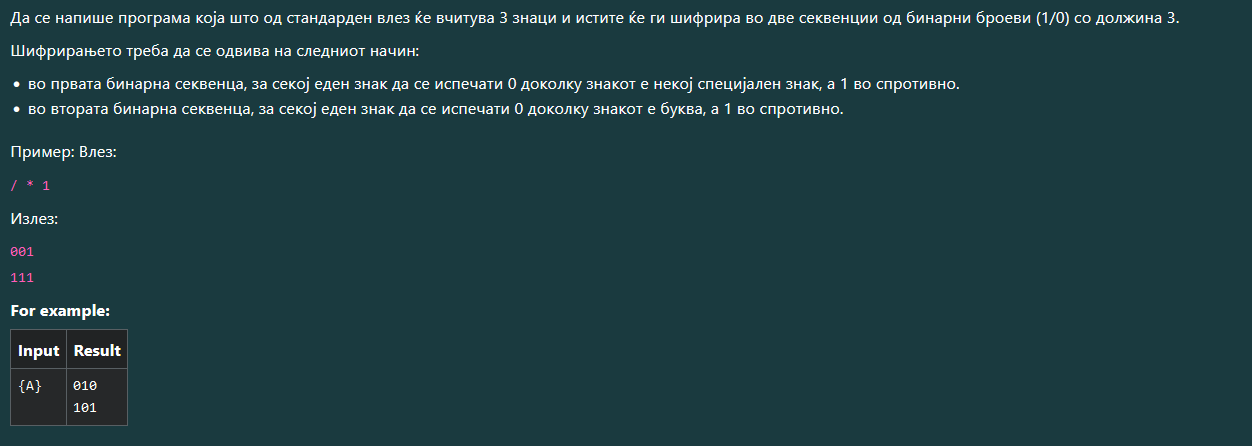 Да се напише програма која што од стандарден влез ќе вчитува 3 знаци и истите ќе ги шифрира во две секвенции од бинарни броеви (1/0) со должина 3.
Шифрирањето треба да се одвива на следниот начин:
• во првата бинарна секвенца, за секој еден знак да се испечати 0 доколку знакот е некој специјален знак, а 1 во спротивно.
• во втората бинарна секвенца, за секој еден знак да се испечати 0 доколку знакот е буква, а 1 во спротивно.
Пример: Влез:
/ * 1
Излез:
001
111
For example:
Input Result
{A} 010
101